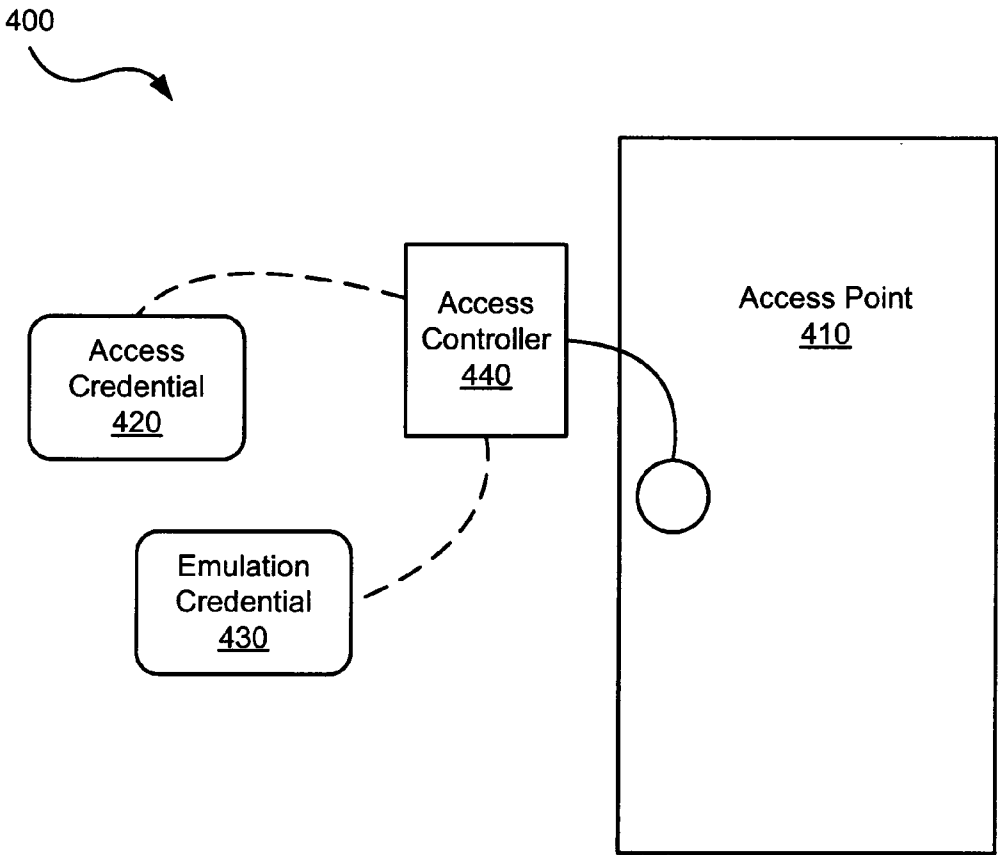 400
Access
Controller
440
Access Point
410
Access
Credential
420
Emulation
Credential
430